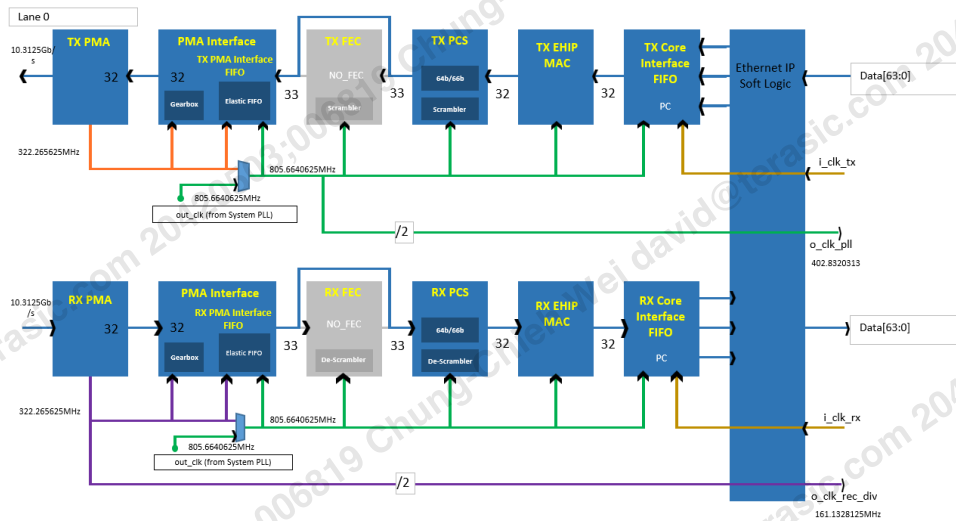 Lane 0
TX PMA
PMA Interface
TX PMA Interface
FIFO
TX FEC
TX PCS
TX EHIP
MAC
TX Core
Interface
FIFO
Ethernet IP
Soft Logic
10.3125Gb/
s
32
32
Gearbox
Elastic FIFO
33
NO_FEC
Scrambler
33
64b/66b
Scrambler
32
32
PC
Data[63:0]
322.265625MHz
805.6640625MHz
805.6640625MHz
out_clk (from System PLL)
i_clk_tx
/2
o_clk_pll
402.8320313
RX PMA
PMA Interface
RX PMA Interface
FIFO
RX FEC
RX PCS
RX EHIP
MAC
RX Core
Interface
FIFO
10.3125Gb
/s
32
32
Gearbox
Elastic FIFO
33
NO_FEC
De-Scrambler
33
64b/66b
De-Scrambler
32
32
PC
Data[63:0]
322.265625MHz
805.6640625MHz
805.6640625MHz
out_clk (from System PLL)
i_clk_rx
/2
o_clk_rec_div
161.1328125MHz